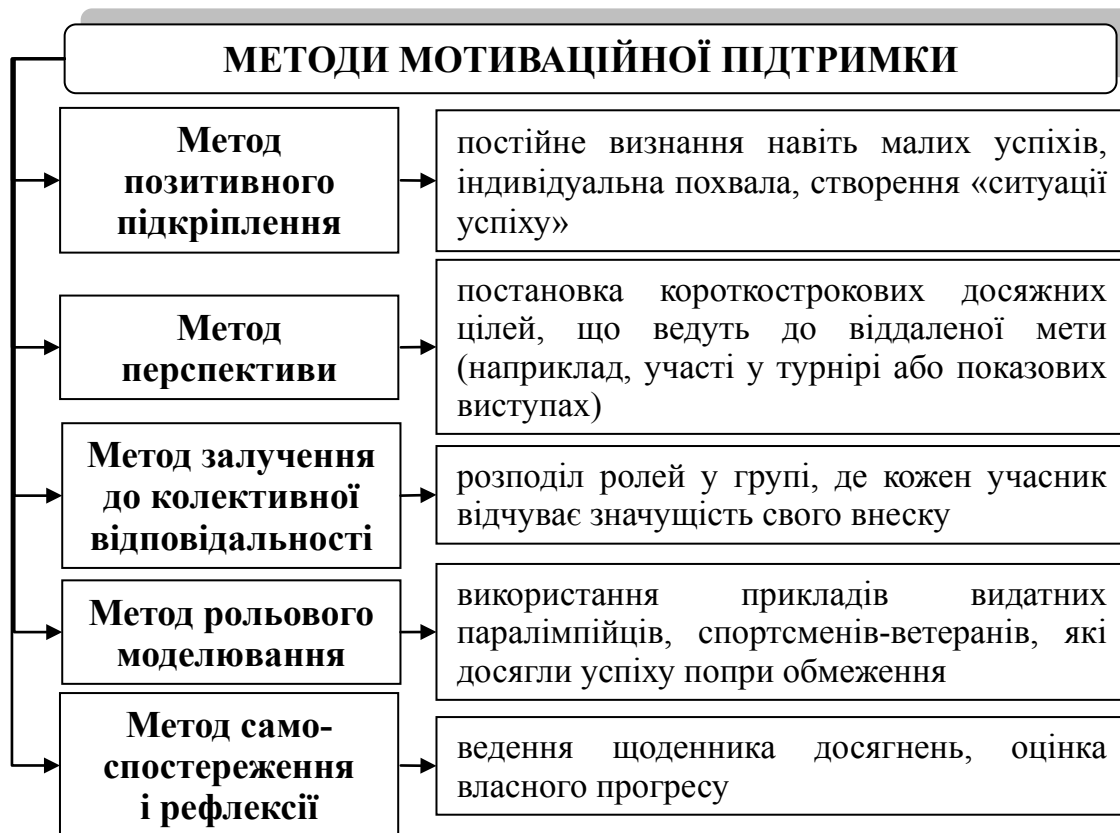 МЕТОДИ МОТИВАЦІЙНОЇ ПІДТРИМКИ
Метод
позитивного
підкріплення
постійне визнання навіть малих успіхів,
індивідуальна похвала, створення «ситуації
успіху»
Метод
перспективи
постановка короткострокових досяжних
цілей, що ведуть до віддаленої мети
(наприклад, участі у турнірі або показових
виступах)
Метод залучення
до колективної
відповідальності
розподіл ролей у групі, де кожен учасник
відчуває значущість свого внеску
Метод рольового
моделювання
використання прикладів видатних
паралімпійців, спортсменів-ветеранів, які
досягли успіху попри обмеження
Метод само-
спостереження
і рефлексії
ведення щоденника досягнень, оцінка
власного прогресу